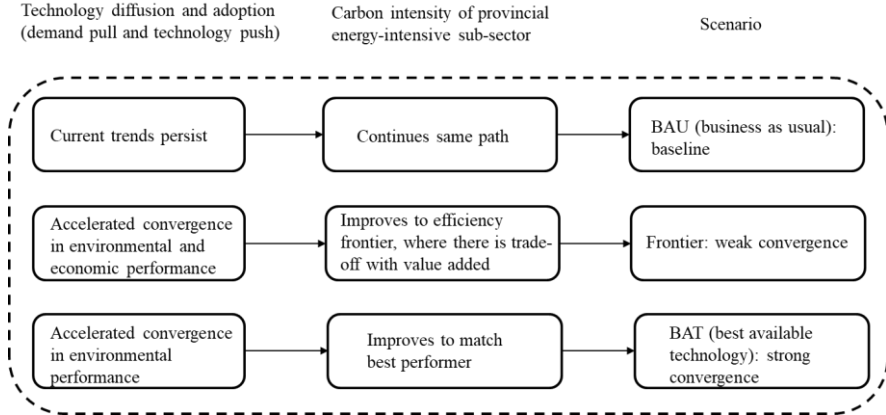 Technology diffusion and adoption
(demand pull and technology push)
Carbon intensity of provincial
energy-intensive sub-sector
Scenario
Current trends persist
Continues same path
BAU (business as usual):
baseline
Accelerated convergence
in environmental and
economic performance
Improves to efficiency
frontier, where there is trade-
off with value added
Frontier: weak convergence
Accelerated convergence
in environmental
performance
Improves to match
best performer
BAT (best available
technology): strong
convergence